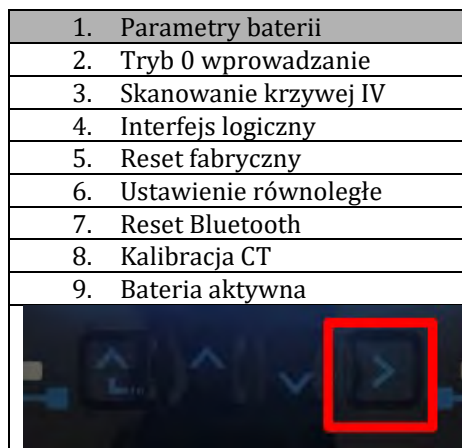 1. Parametry baterii
2. Tryb 0 wprowadzanie
3. Skanowanie krzywej IV
4. Interfejs logiczny
5. Reset fabryczny
6. Ustawienie równoległe
7. Reset Bluetooth
8. Kalibracja CT
9. Bateria aktywna